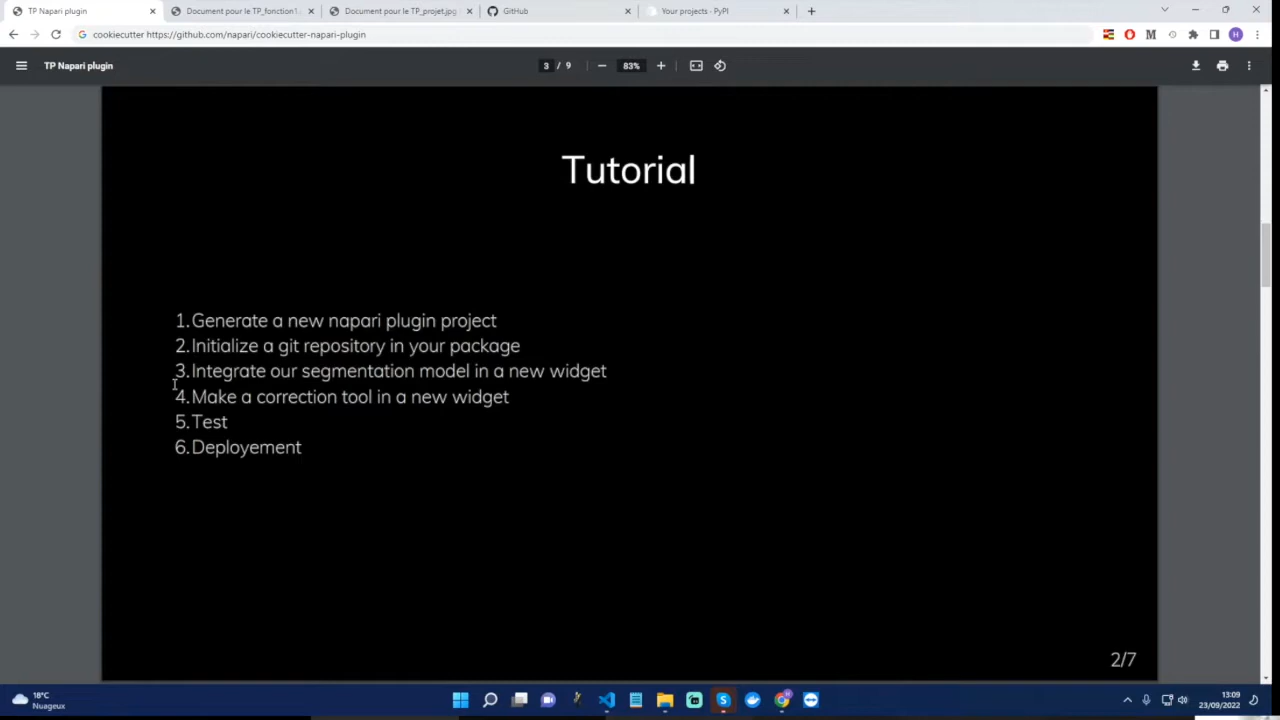 TP Napari plugin
Document pour le TP_fonction1.
Document pour le TP_projet.jpg
GitHub
Your projects - PyPI
cookiecutter https://github.com/napari/cookiecutter-napari-plugin
TP Napari plugin
3 / 9
83%
Tutorial
1.Generate a new napari plugin project
2.Initialize a git repository in your package
3.Integrate our segmentation model in a new widget
4.Make a correction tool in a new widget
5.Test
6.Deployement
2/7
18°C
Nuageux
13:09
23/09/2022